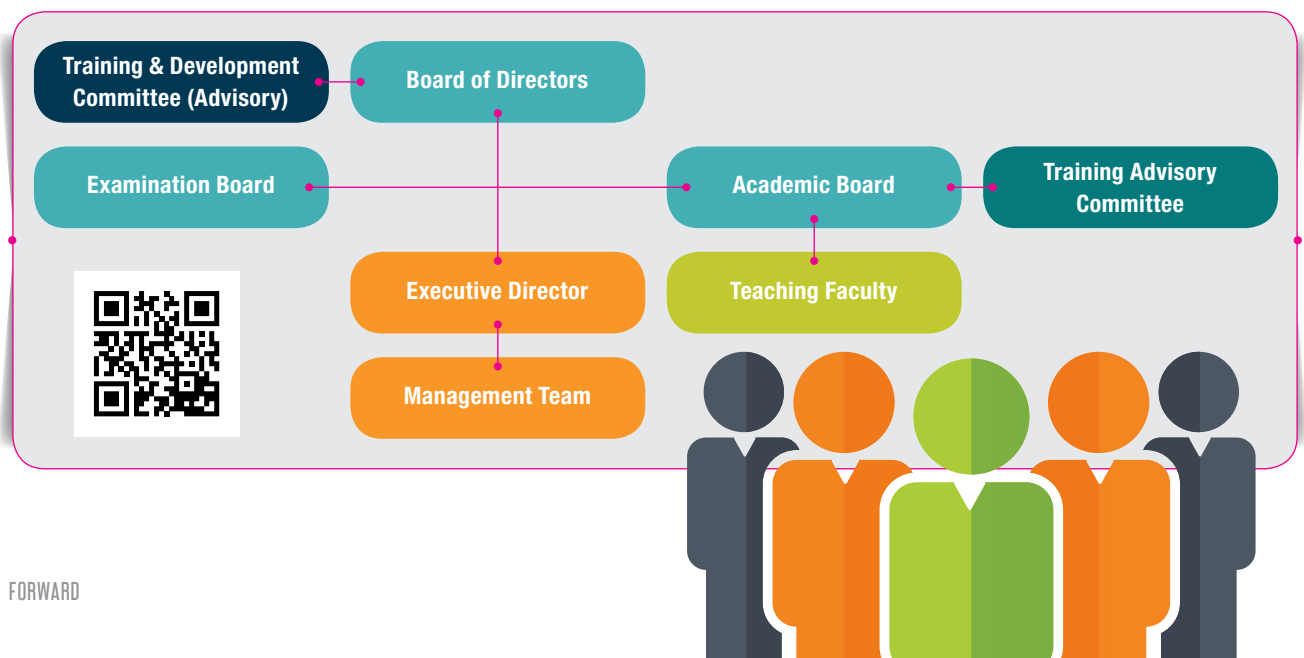 Training & Development
Committee (Advisory)
Board of Directors
Examination Board
Academic Board
Training Advisory
Committee
Executive Director
Teaching Faculty
Management Team
FORWARD